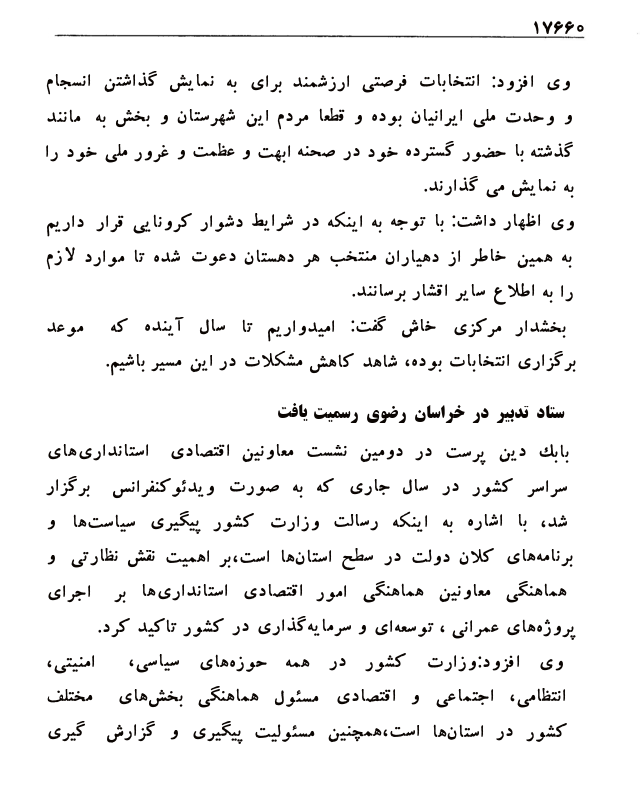 ۱۷۶۶۰
وی افزود: انتخابات فرصتی ارزشمند برای به نمایش گذاشتن انسجام
و وحدت ملی ایرانیان بوده و قطعا مردم این شهرستان و بخش به مانند
گذشته با حضور گسترده خود در صحنه ابهت و عظمت و غرور ملی خود را
به نمایش می گذارند.
وی اظهار داشت: با توجه به اینکه در شرایط دشوار کرونایی قرار داریم
به همین خاطر از دهیاران منتخب هر دهستان دعوت شده تا موارد لازم
را به اطلاع سایر اقشار برسانند.
بخشدار مرکزی خاش گفت: امیدواریم تا سال آینده که موعد
برگزاری انتخابات بوده، شاهد کاهش مشکلات در این مسیر باشیم.
ستاد تدبیر در خراسان رضوی رسمیت یافت
بابك دین پرست در دومین نشست معاونین اقتصادی استانداری‌های
سراسر کشور در سال جاری که به صورت ویدئوکنفرانس برگزار
شد، با اشاره به اینکه رسالت وزارت کشور پیگیری سیاست‌ها و
برنامه‌های کلان دولت در سطح استان‌ها است،بر اهمیت نقش نظارتی و
هماهنگی معاونین هماهنگی امور اقتصادی استانداری‌ها بر اجرای
پروژه‌های عمرانی ، توسعه‌ای و سرمایه‌گذاری در کشور تاکید کرد.
وی افزود:وزارت کشور در همه حوزه‌های سیاسی، امنیتی،
انتظامی، اجتماعی و اقتصادی مسئول هماهنگی بخش‌های مختلف
کشور در استان‌ها است،همچنین مسئولیت پیگیری و گزارش گیری